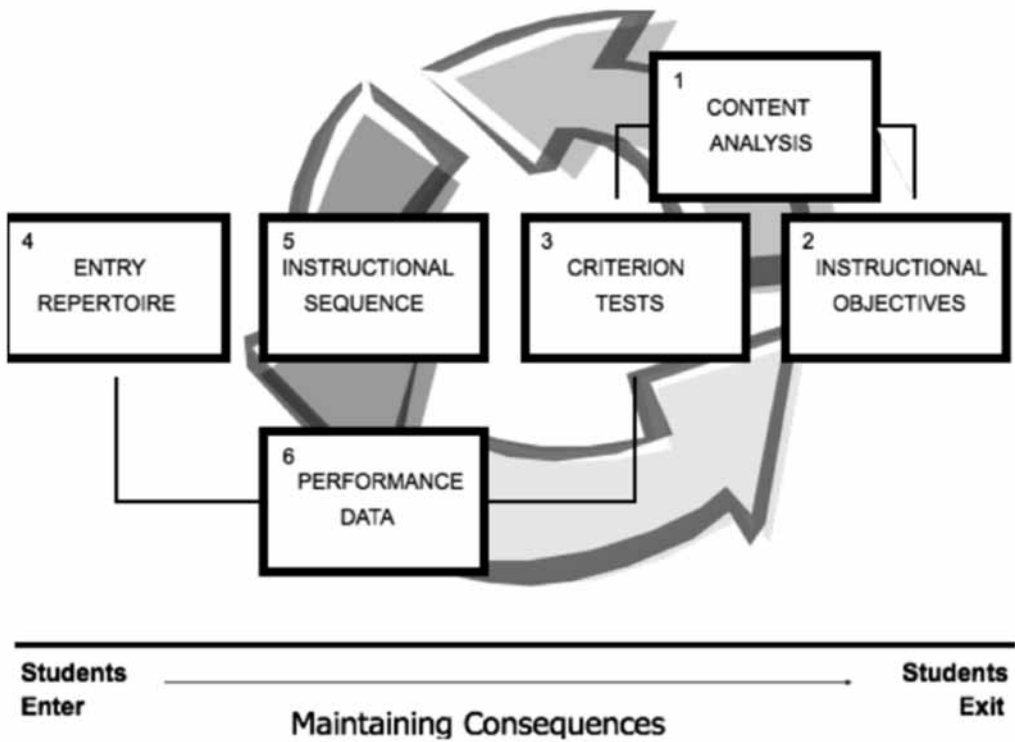 1
CONTENT
ANALYSIS
4
ENTRY
REPERTOIRE
5
INSTRUCTIONAL
SEQUENCE
3
CRITERION
TESTS
2
INSTRUCTIONAL
OBJECTIVES
6
PERFORMANCE
DATA
Students
Enter
Maintaining Consequences
Students
Exit